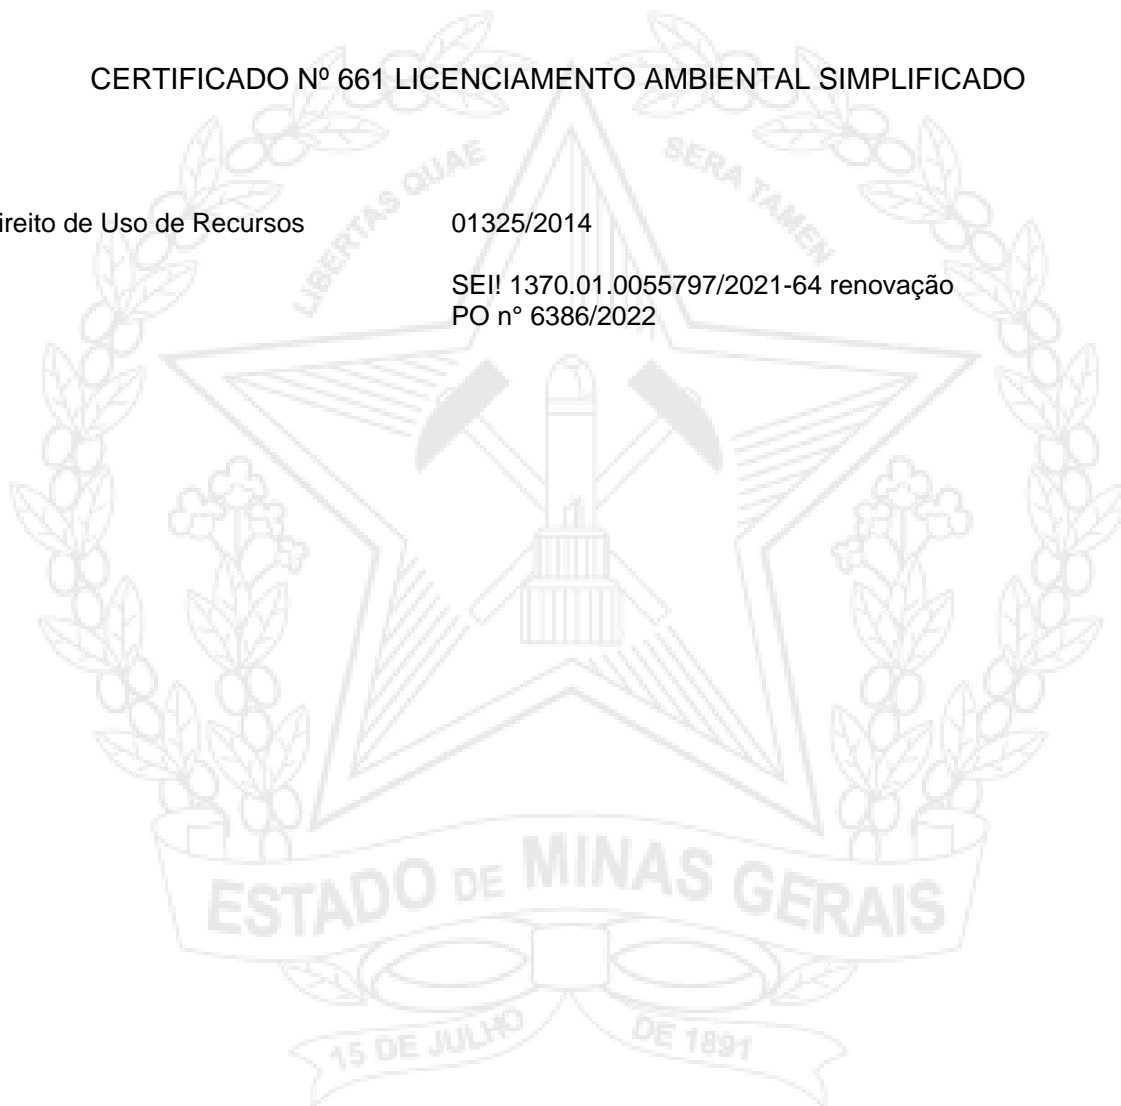 CERTIFICADO Nº 661 LICENCIAMENTO AMBIENTAL SIMPLIFICADO
LIBERTAS QUAE SERA TAMEN
ireito de Uso de Recursos 01325/2014
SEI! 1370.01.0055797/2021-64 renovação
PO n° 6386/2022
ESTADO DE MINAS GERAIS
15 DE JULHO DE 1891